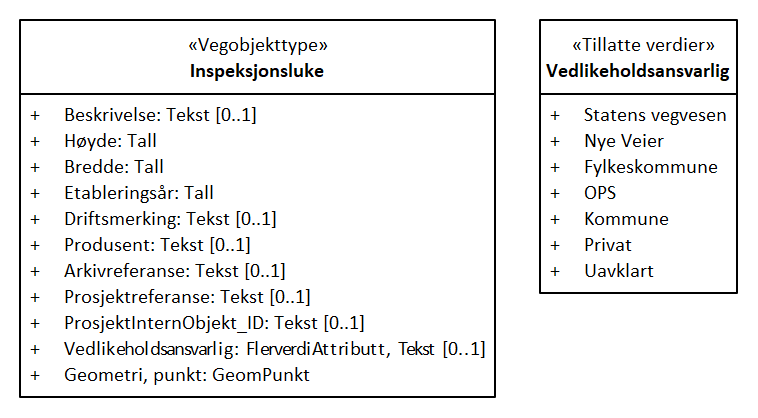 «Vegobjekttype»
Inspeksjonsluke
+ Beskrivelse: Tekst [0..1]
+ Høyde: Tall
+ Bredde: Tall
+ Etableringsår: Tall
+ Driftsmerking: Tekst [0..1]
+ Produsent: Tekst [0..1]
+ Arkivreferanse: Tekst [0..1]
+ Prosjektreferanse: Tekst [0..1]
+ ProsjektInternObjekt_ID: Tekst [0..1]
+ Vedlikeholdsansvarlig: FlerverdiAttributt, Tekst [0..1]
+ Geometri, punkt: GeomPunkt
«Tillatte verdier»
Vedlikeholdsansvarlig
+ Statens vegvesen
+ Nye Veier
+ Fylkeskommune
+ OPS
+ Kommune
+ Privat
+ Uavklart